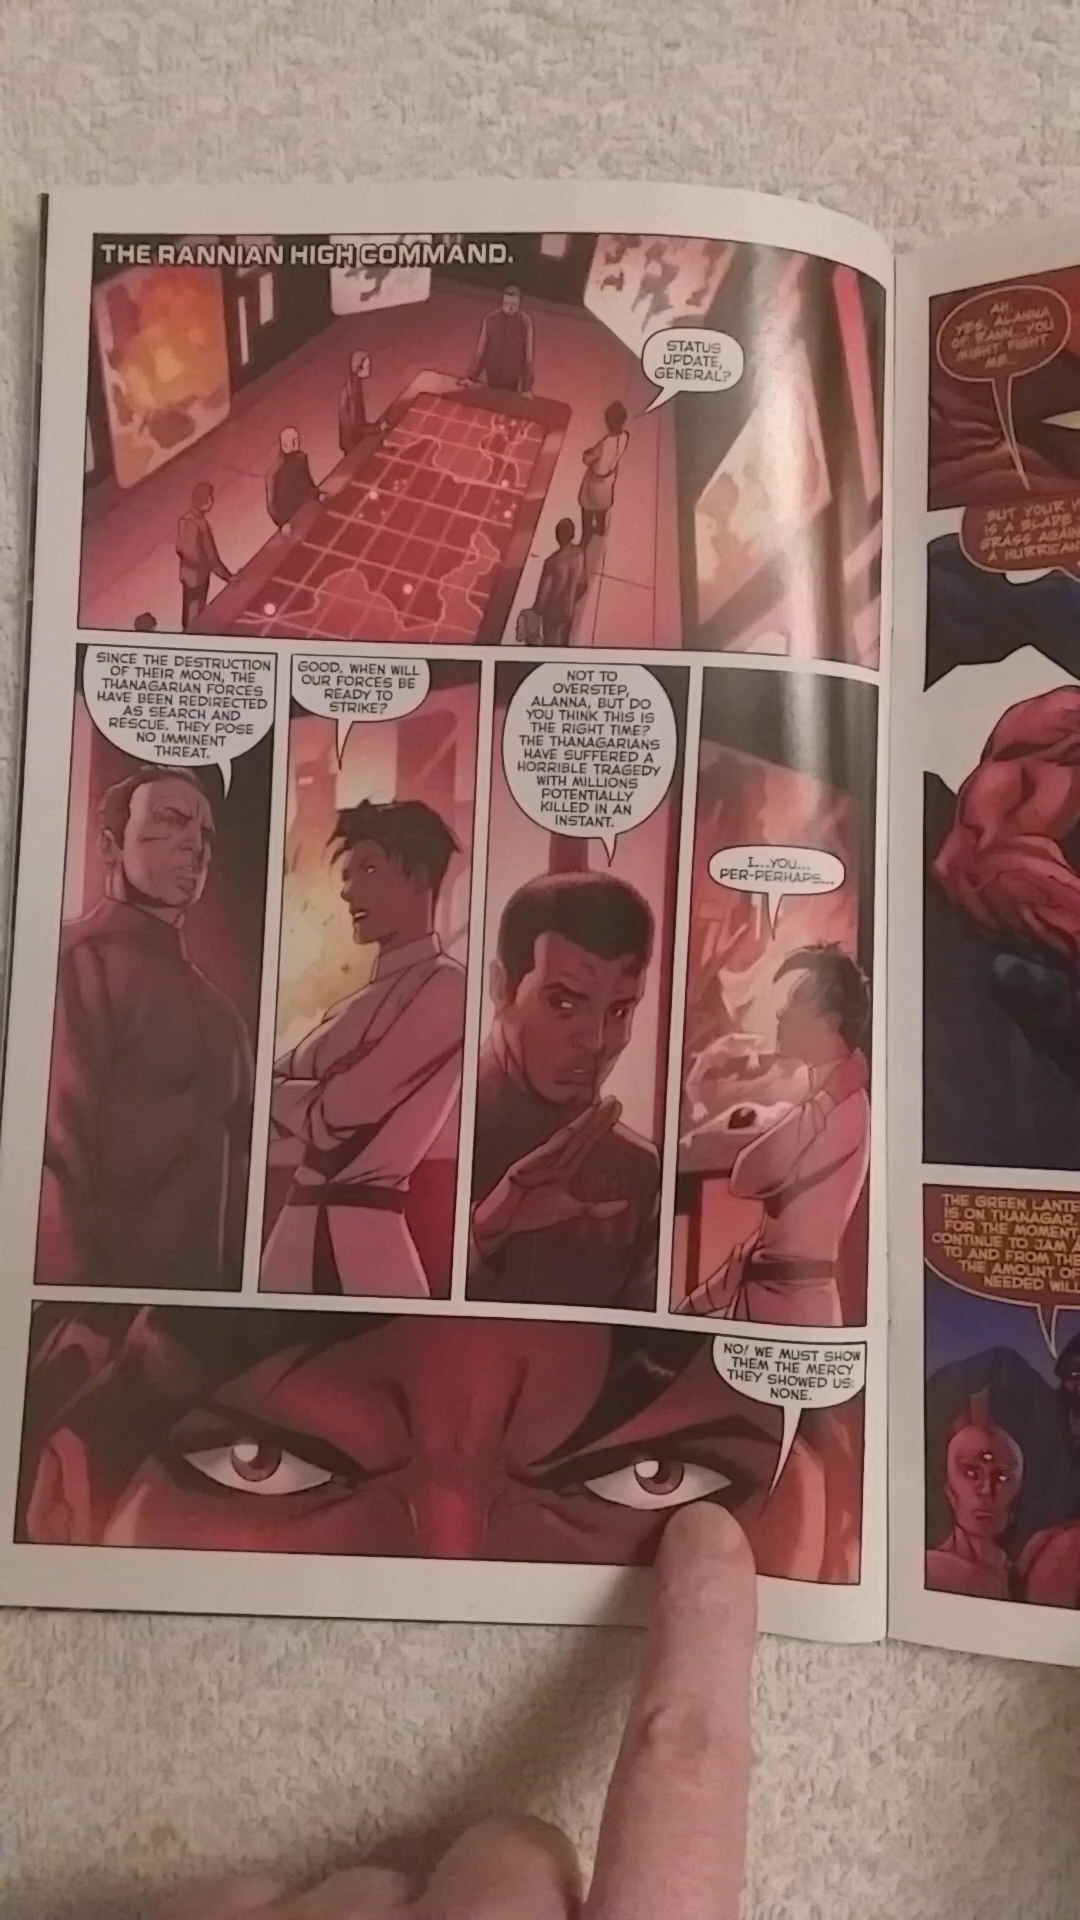 THE RANNIAN HIGH COMMAND.
STATUS
UPDATE,
GENERAL?
SINCE THE DESTRUCTION
OF THEIR MOON, THE
THANAGARIAN FORCES
HAVE BEEN REDIRECTED
AS SEARCH AND
RESCUE. THEY POSE
NO IMMINENT
THREAT.
GOOD. WHEN WILL
OUR FORCES BE
READY TO
STRIKE?
NOT TO
OVERSTEP,
ALANNA, BUT DO
YOU THINK THIS IS
THE RIGHT TIME?
THE THANAGARIANS
HAVE SUFFERED A
HORRIBLE TRAGEDY
WITH MILLIONS
POTENTIALLY
KILLED IN AN
INSTANT.
I...YOU...
PER-PERHAPS...
NO! WE MUST SHOW
THEM THE MERCY
THEY SHOWED US:
NONE.
AH...
YES, ALANNA
OF RANN...YOU
MIGHT FIGHT
ME...
BUT YOUR
IS A BLADE
GRASS
A
THE GREEN
IS ON THANAGAR.
FOR THE MOMENT
CONTINUE TO JAM
TO AND FROM
THE AMOUNT OF
NEEDED